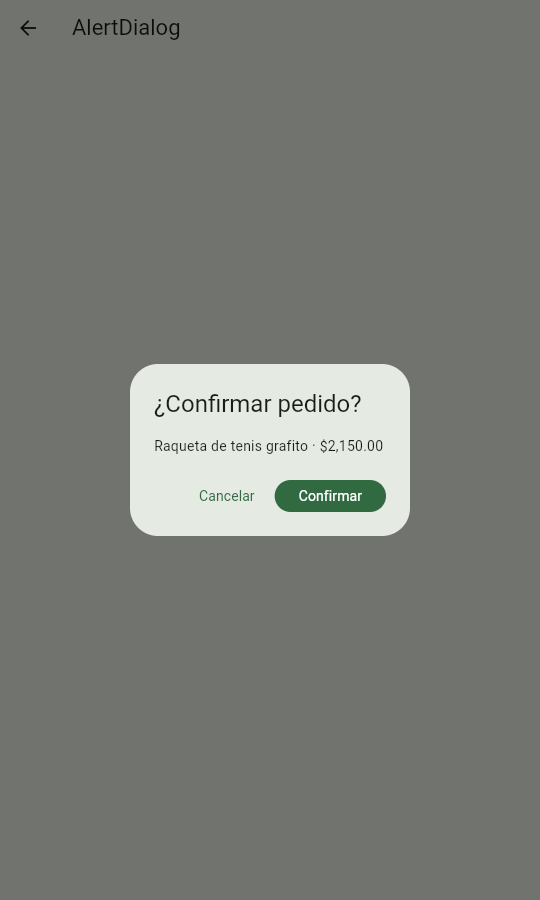 AlertDialog
¿Confirmar pedido?
Raqueta de tenis grafito · $2,150.00
Cancelar
Confirmar